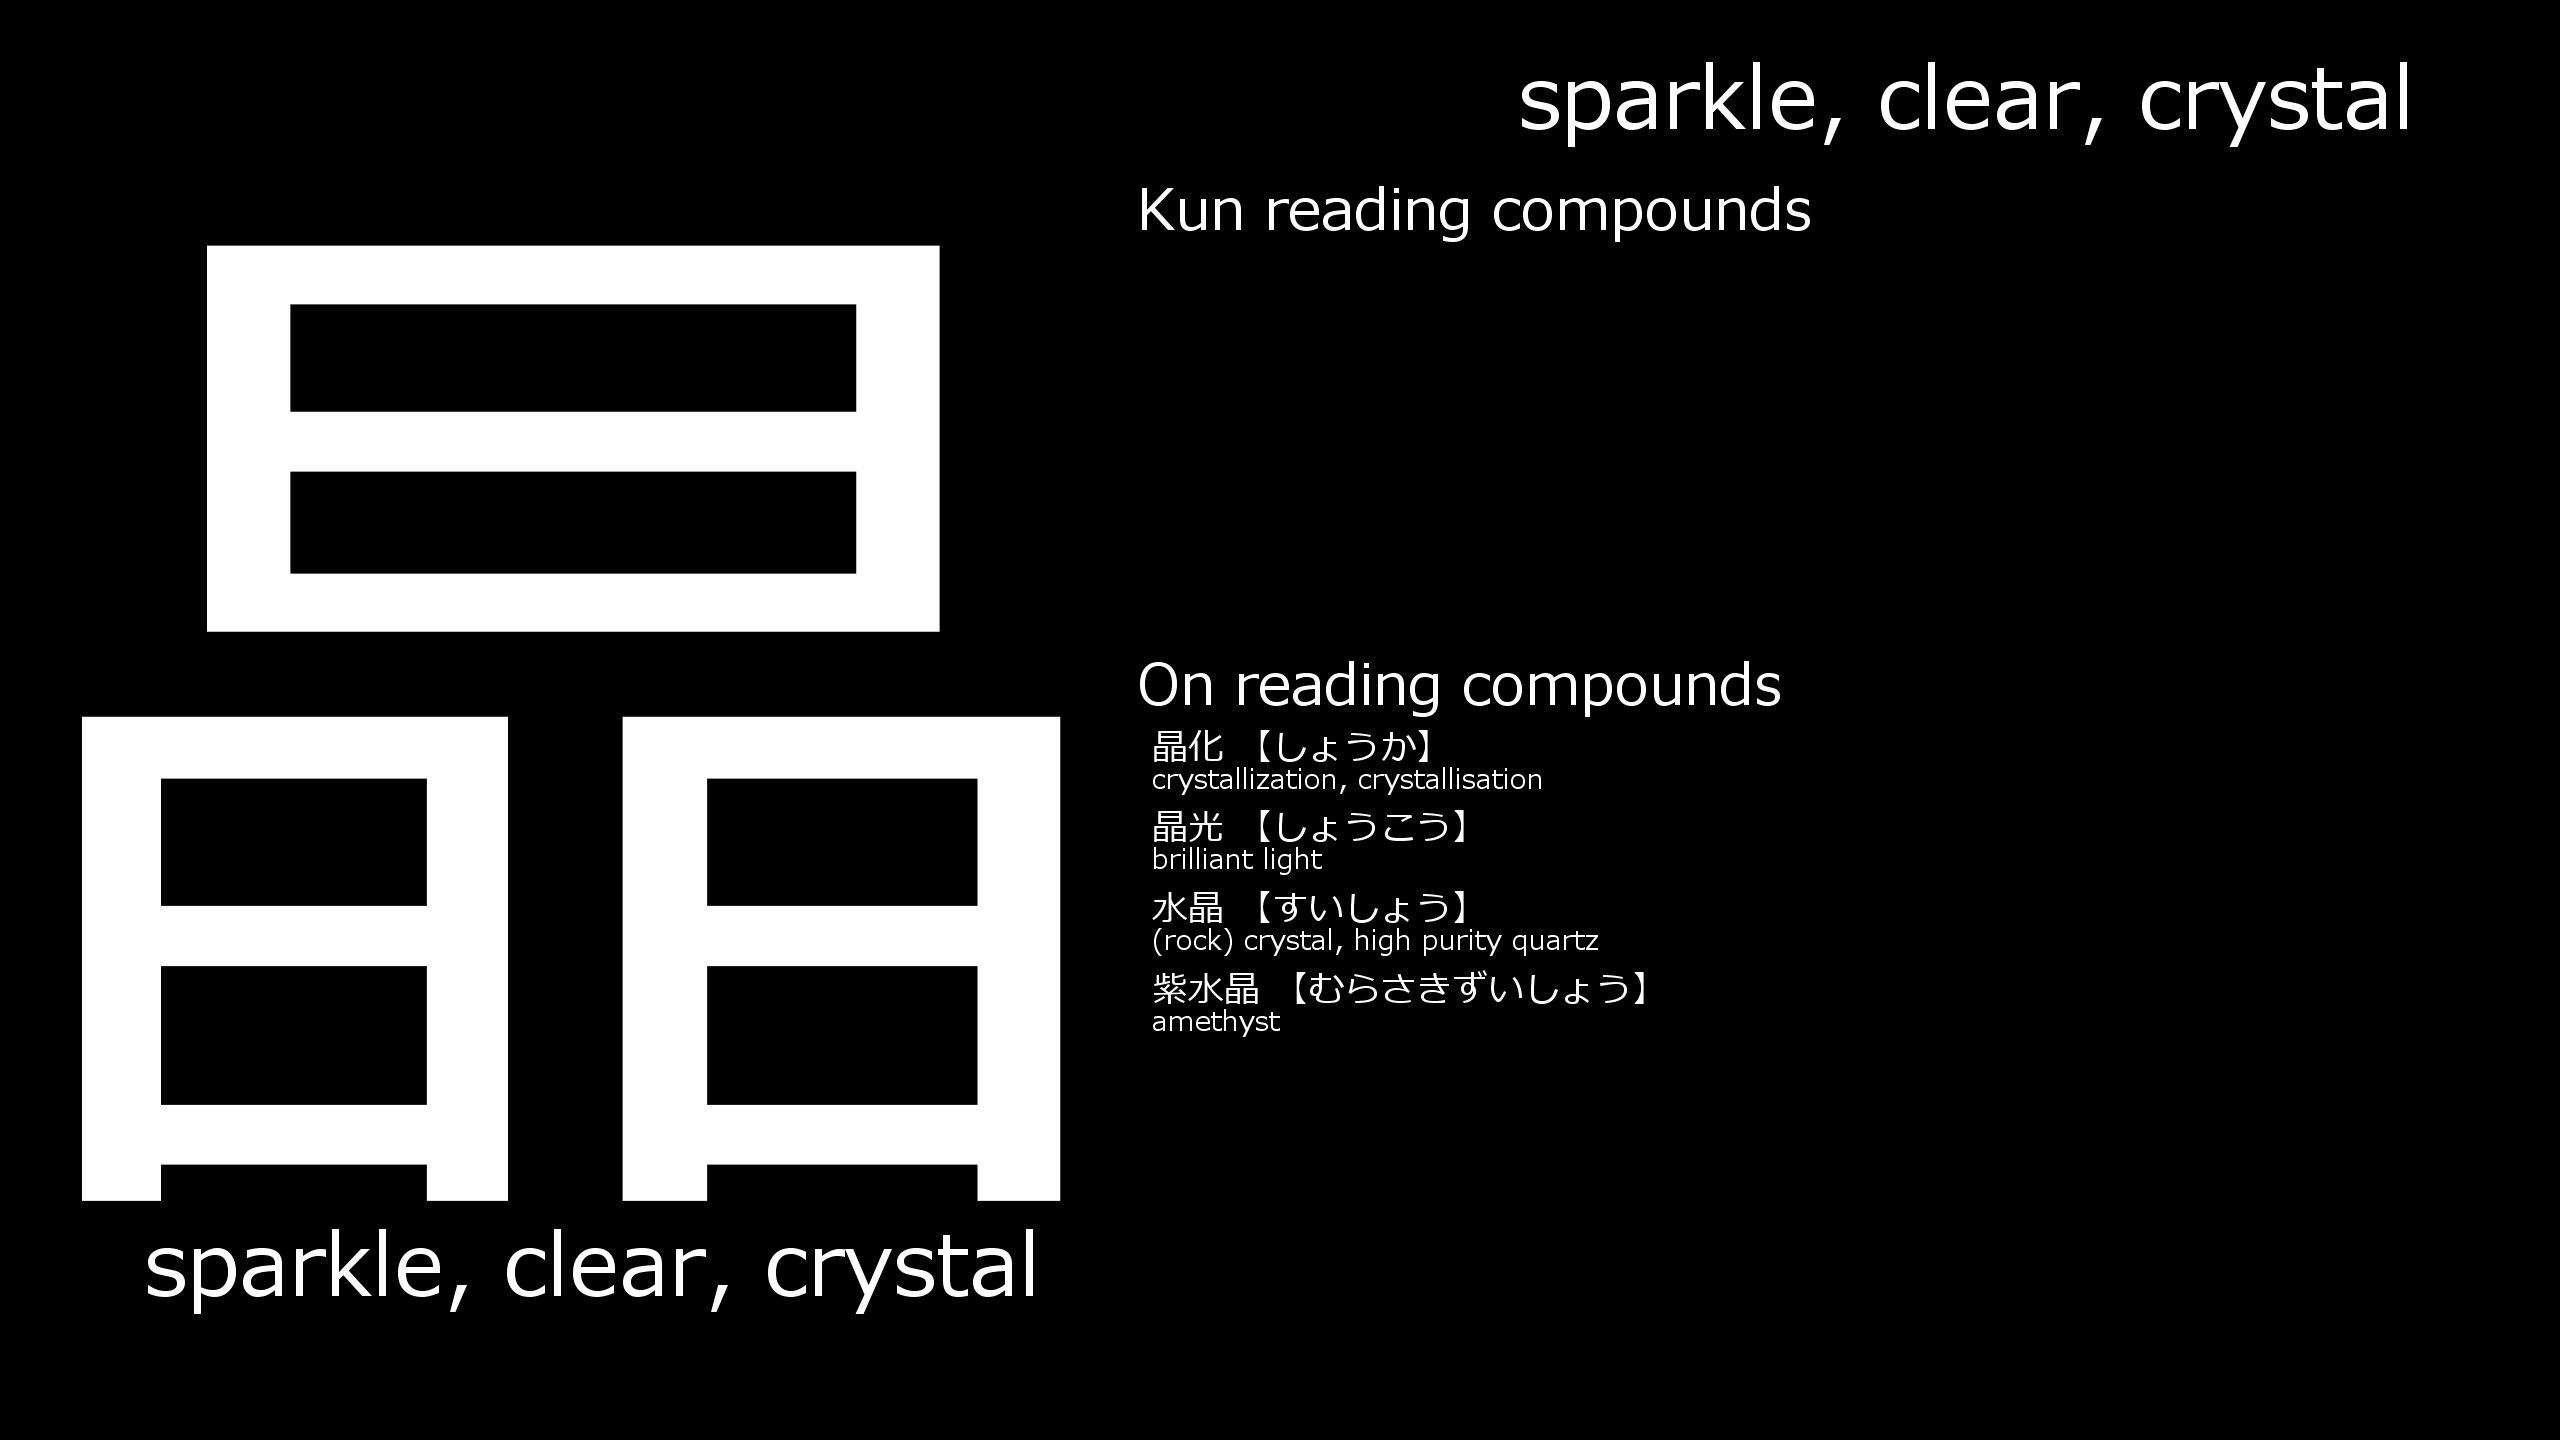 晶
sparkle, clear, crystal
sparkle, clear, crystal
Kun reading compounds
On reading compounds
晶化 【しょうか】
crystallization, crystallisation
晶光 【しょうこう】
brilliant light
水晶 【すいしょう】
(rock) crystal, high purity quartz
紫水晶 【むらさきずいしょう】
amethyst